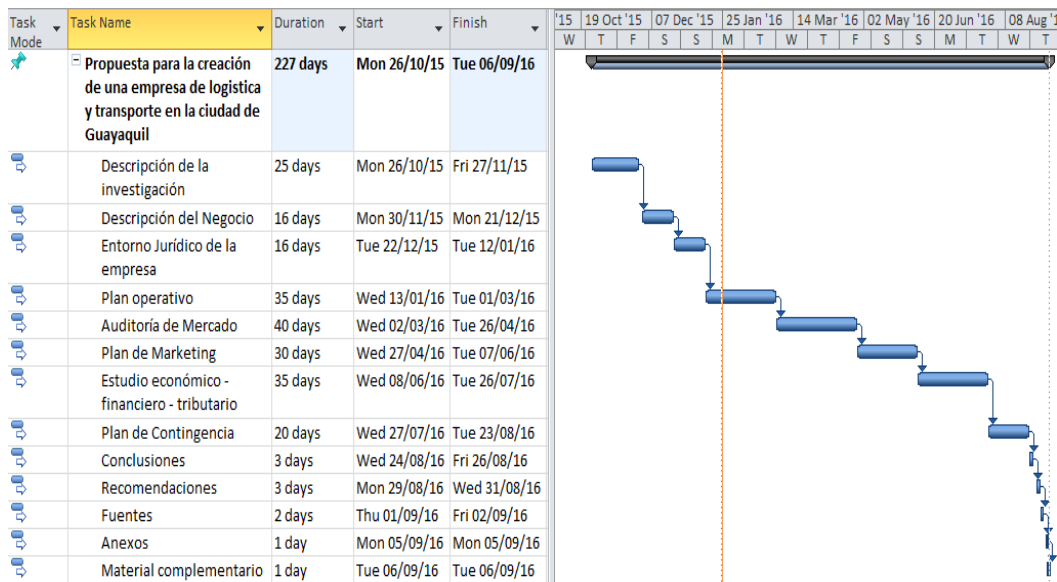 Task Mode Task Name Duration Start Finish '15 19 Oct '15 07 Dec '15 25 Jan '16 14 Mar '16 02 May '16 20 Jun '16 08 Aug '1
W T F S S M T W T F S S M T W T
Propuesta para la creación 227 days Mon 26/10/15 Tue 06/09/16
de una empresa de logistica
y transporte en la ciudad de
Guayaquil
Descripción de la 25 days Mon 26/10/15 Fri 27/11/15
investigación
Descripción del Negocio 16 days Mon 30/11/15 Mon 21/12/15
Entorno Jurídico de la 16 days Tue 22/12/15 Tue 12/01/16
empresa
Plan operativo 35 days Wed 13/01/16 Tue 01/03/16
Auditoría de Mercado 40 days Wed 02/03/16 Tue 26/04/16
Plan de Marketing 30 days Wed 27/04/16 Tue 07/06/16
Estudio económico - 35 days Wed 08/06/16 Tue 26/07/16
financiero - tributario
Plan de Contingencia 20 days Wed 27/07/16 Tue 23/08/16
Conclusiones 3 days Wed 24/08/16 Fri 26/08/16
Recomendaciones 3 days Mon 29/08/16 Wed 31/08/16
Fuentes 2 days Thu 01/09/16 Fri 02/09/16
Anexos 1 day Mon 05/09/16 Mon 05/09/16
Material complementario 1 day Tue 06/09/16 Tue 06/09/16